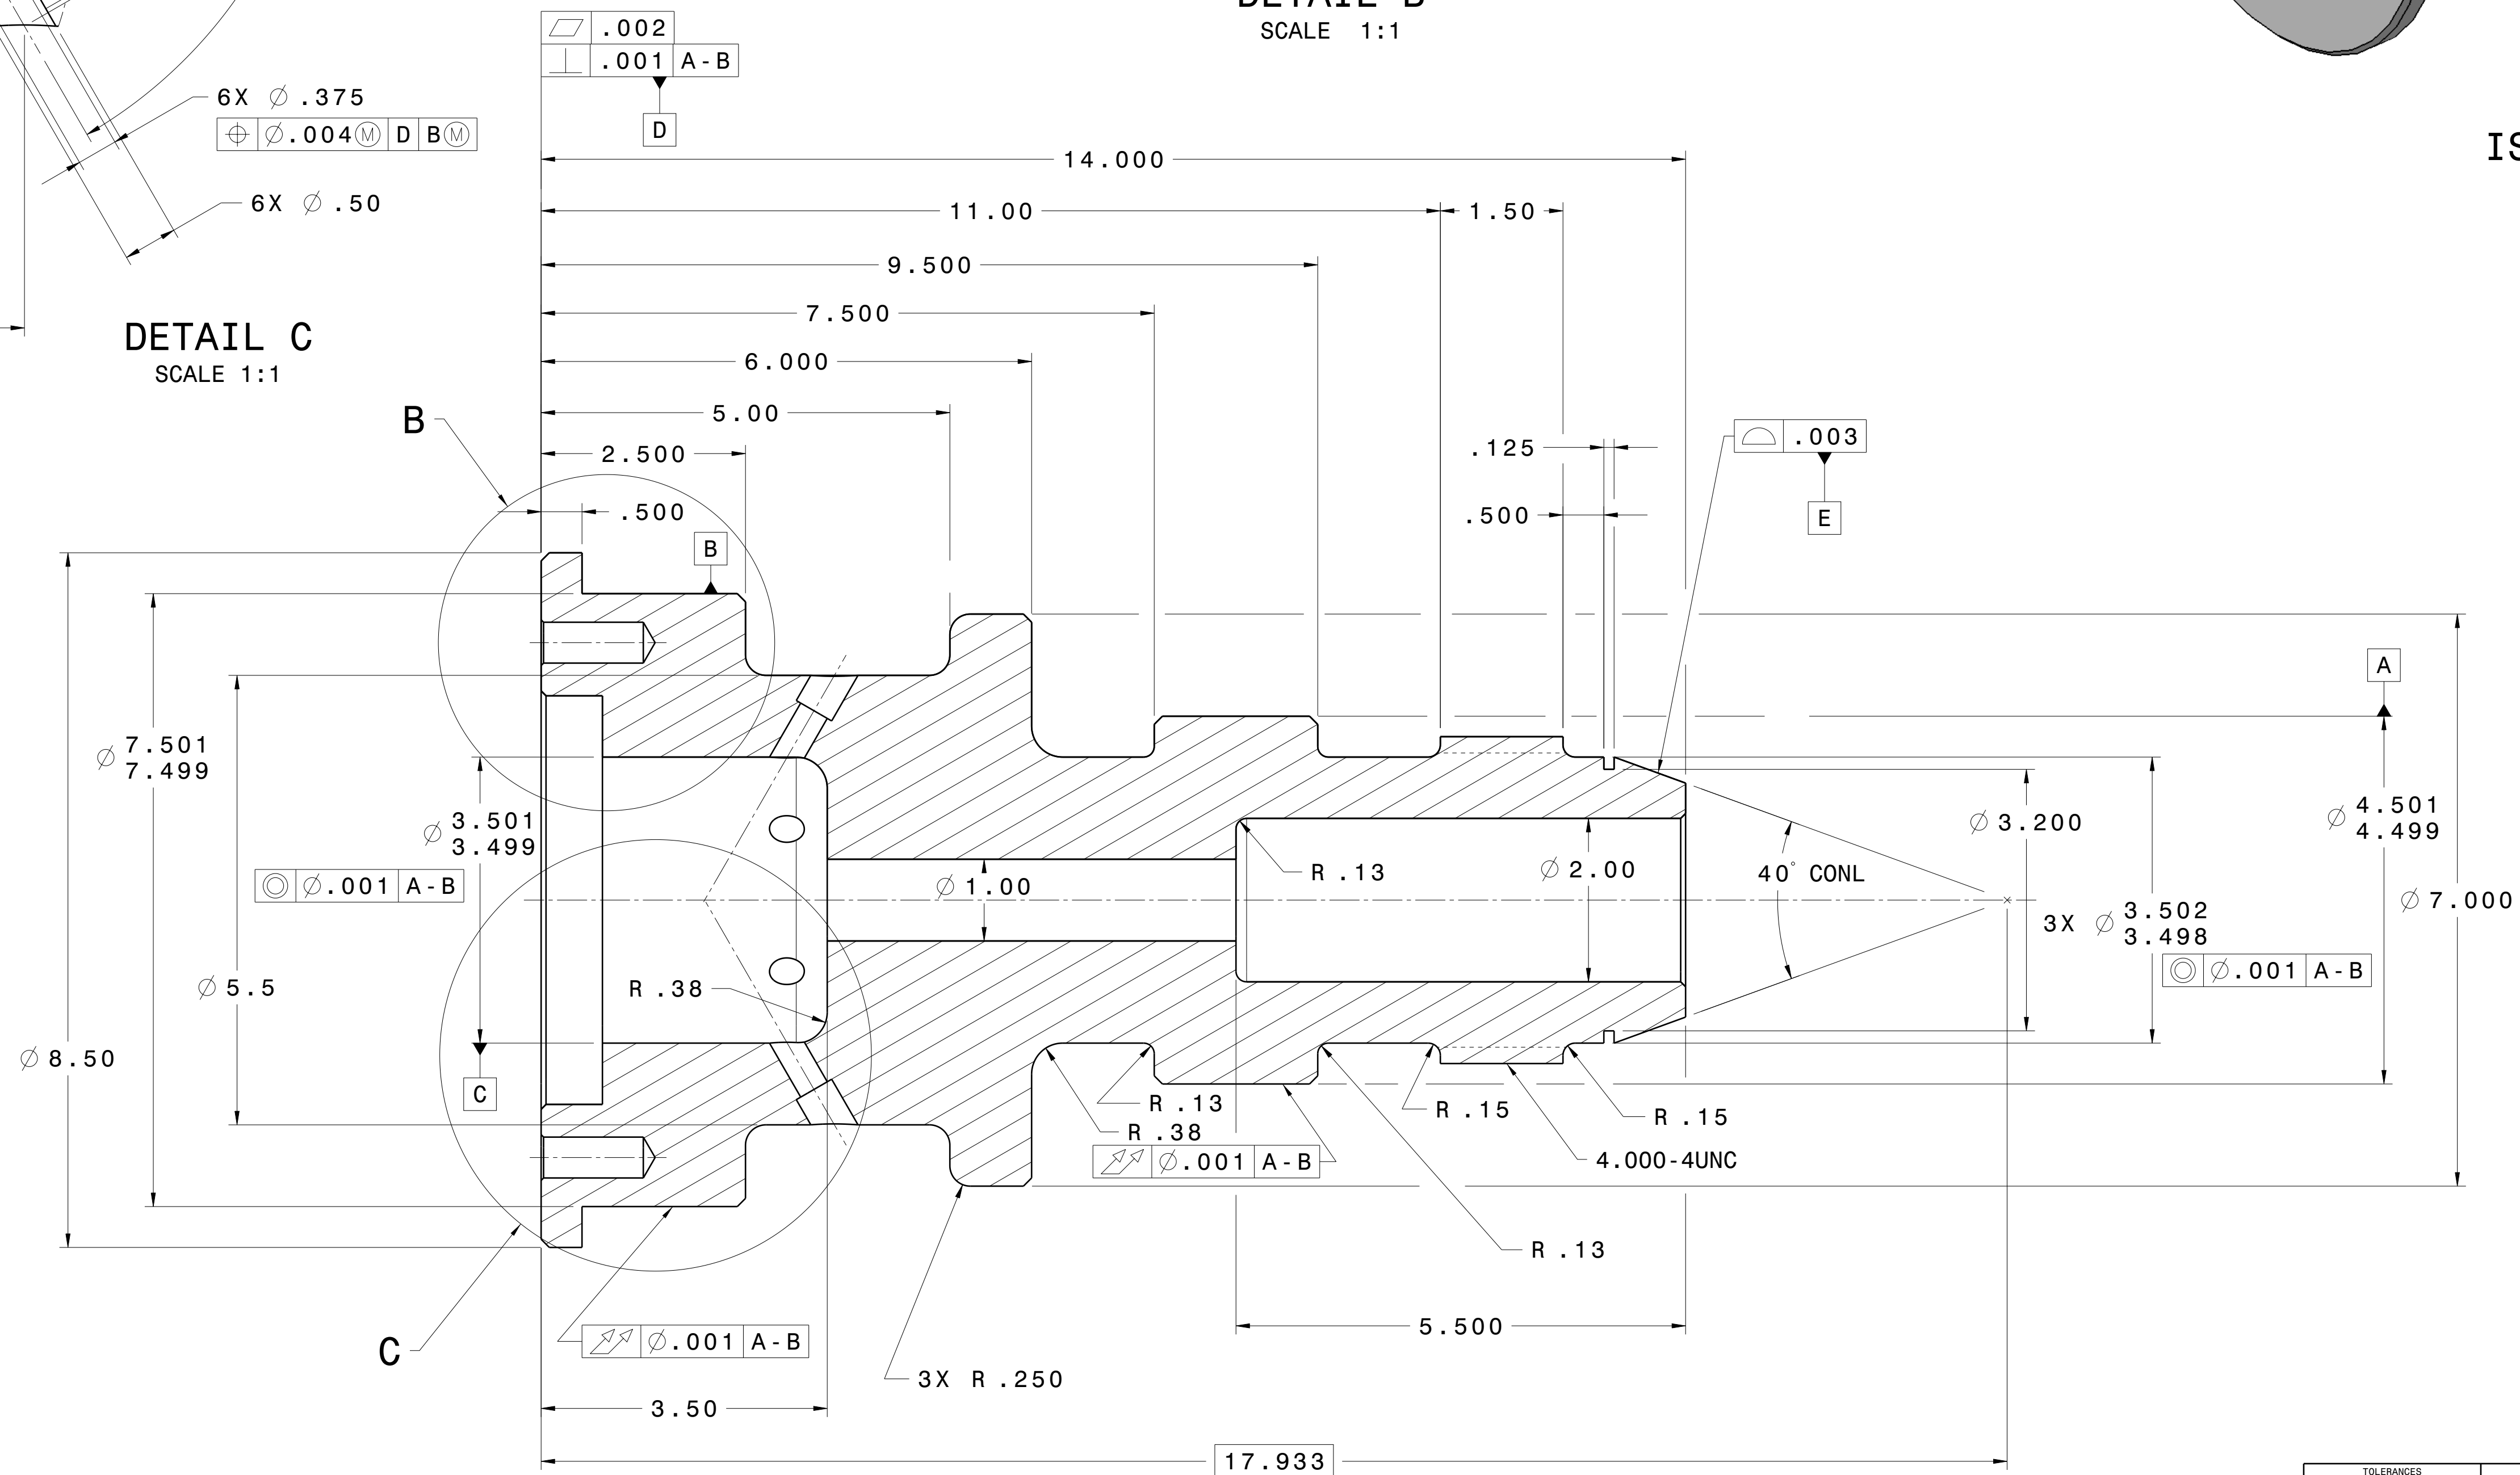 SCALE 1:1
.002
.001 A-B
D
6X ∅ .375
∅.004Ⓜ D BⓂ
6X ∅ .50
14.000
11.00
1.50
9.500
7.500
6.000
5.00
2.500
.500
DETAIL C
SCALE 1:1
B
B
.125
.500
.003
E
A
∅ 7.501
7.499
∅ 3.501
3.499
∅.001 A-B
∅ 5.5
∅ 8.50
C
R .38
∅ 1.00
R .13
∅ 2.00
40° CONL
∅ 3.200
3X ∅ 3.502
3.498
∅.001 A-B
∅ 4.501
4.499
∅ 7.000
R .13
R .38
∅.001 A-B
R .15
R .15
4.000-4UNC
R .13
5.500
C
∅.001 A-B
3X R .250
3.50
17.933
TOLERANCES